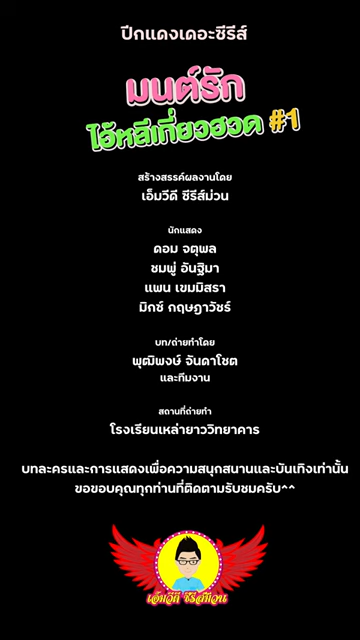 ปีกแดงเดอะซีรีส์
มนต์รัก
ไอ้หลีเกี่ยวฮวด #1
สร้างสรรค์ผลงานโดย
เอ็มวีดี ซีรีส์ม่วน
นักแสดง
ดอม จตุพล
ชมพู่ อันฐิมา
แพน เขมมิสรา
มิกซ์ กฤษฎาวัชร์
บท/ถ่ายทำโดย
พุฒิพงษ์ จันดาโชต
และทีมงาน
สถานที่ถ่ายทำ
โรงเรียนเหล่ายาววิทยาคาร
บทละครและการแสดงเพื่อความสนุกสนานและบันเทิงเท่านั้น
ขอขอบคุณทุกท่านที่ติดตามรับชมครับ^^
เอ็มวีดี ซีรีส์ม่วน